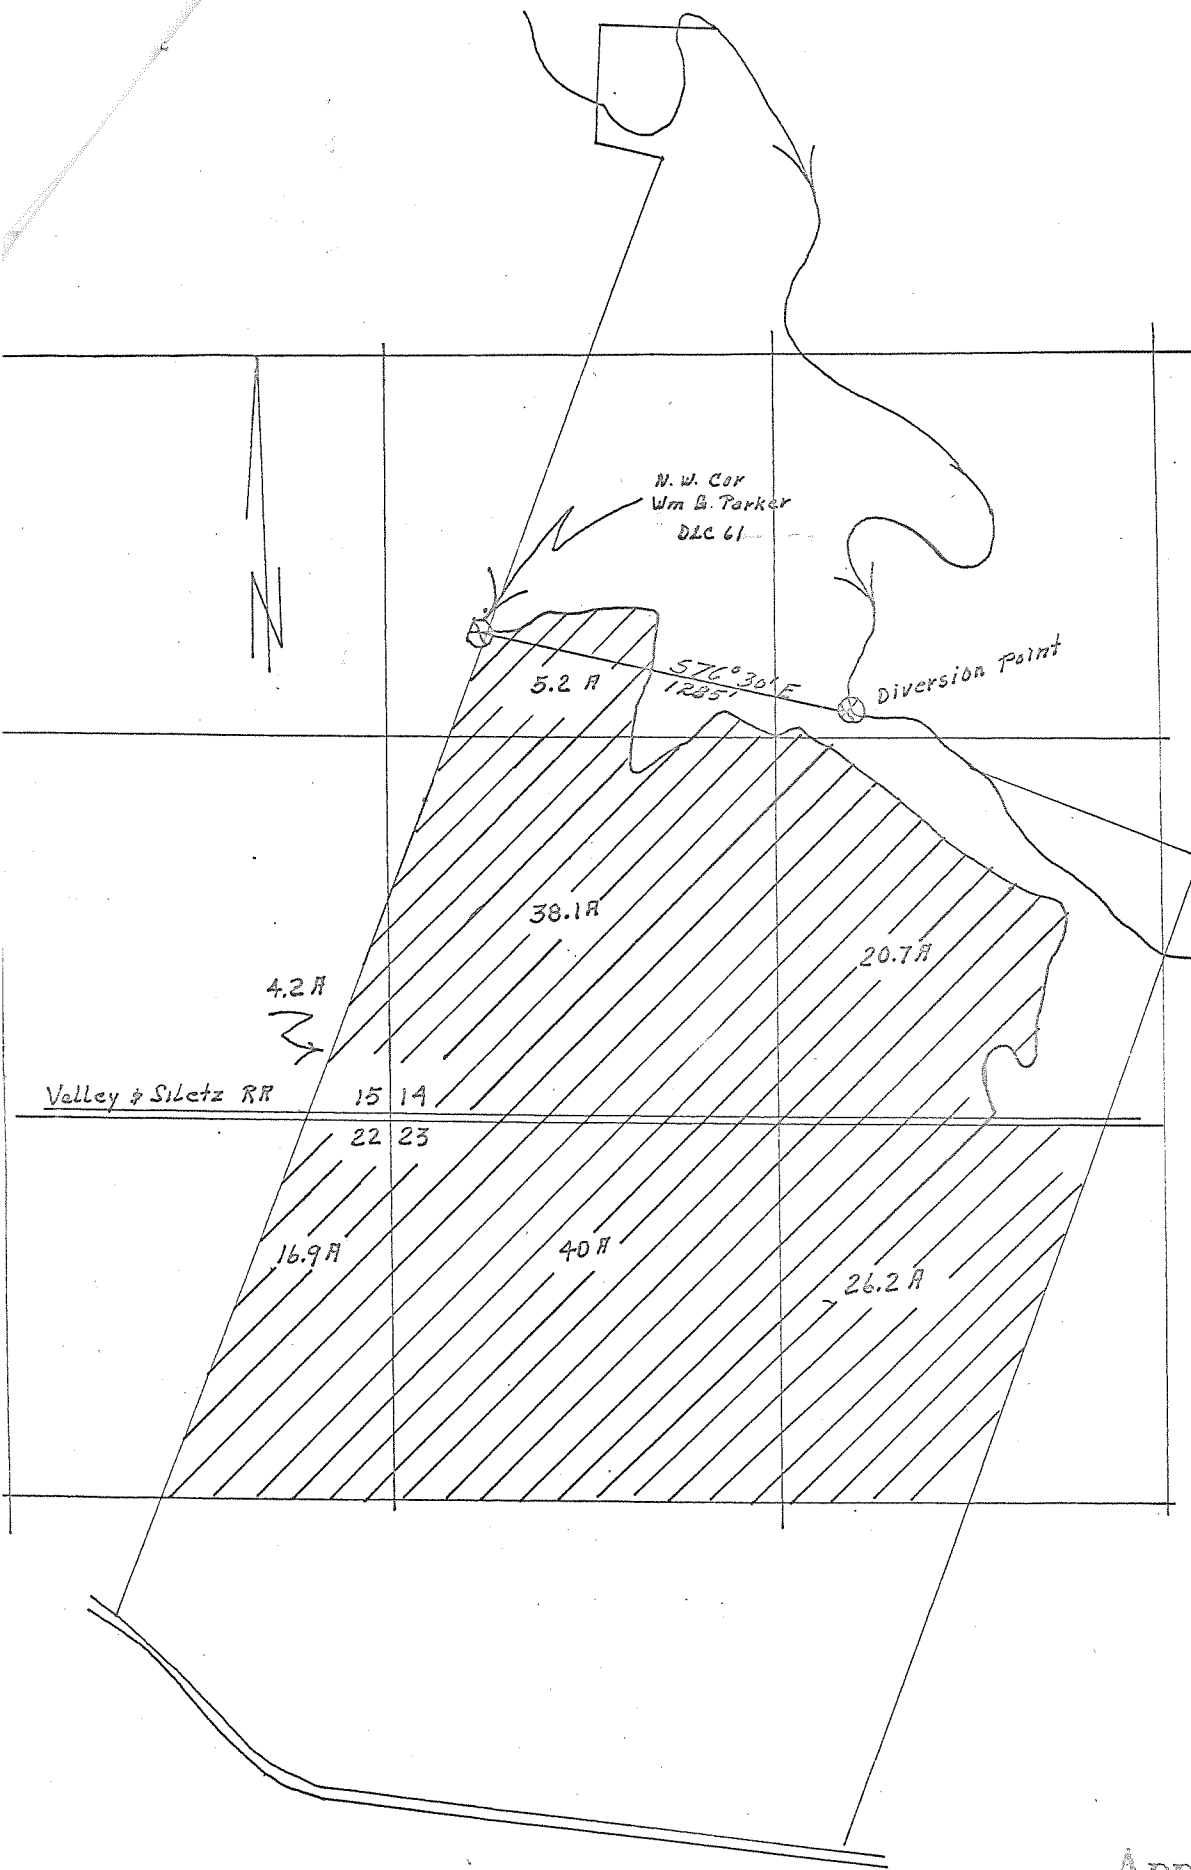 N. W. Cor
Wm G. Parker
DLC 61
N
S76°30'E
1285'
Diversion Point
5.2 A
38.1 A
20.7 A
4.2 A
Valley & Siletz RR
15 14
22 23
16.9 A
40 A
26.2 A